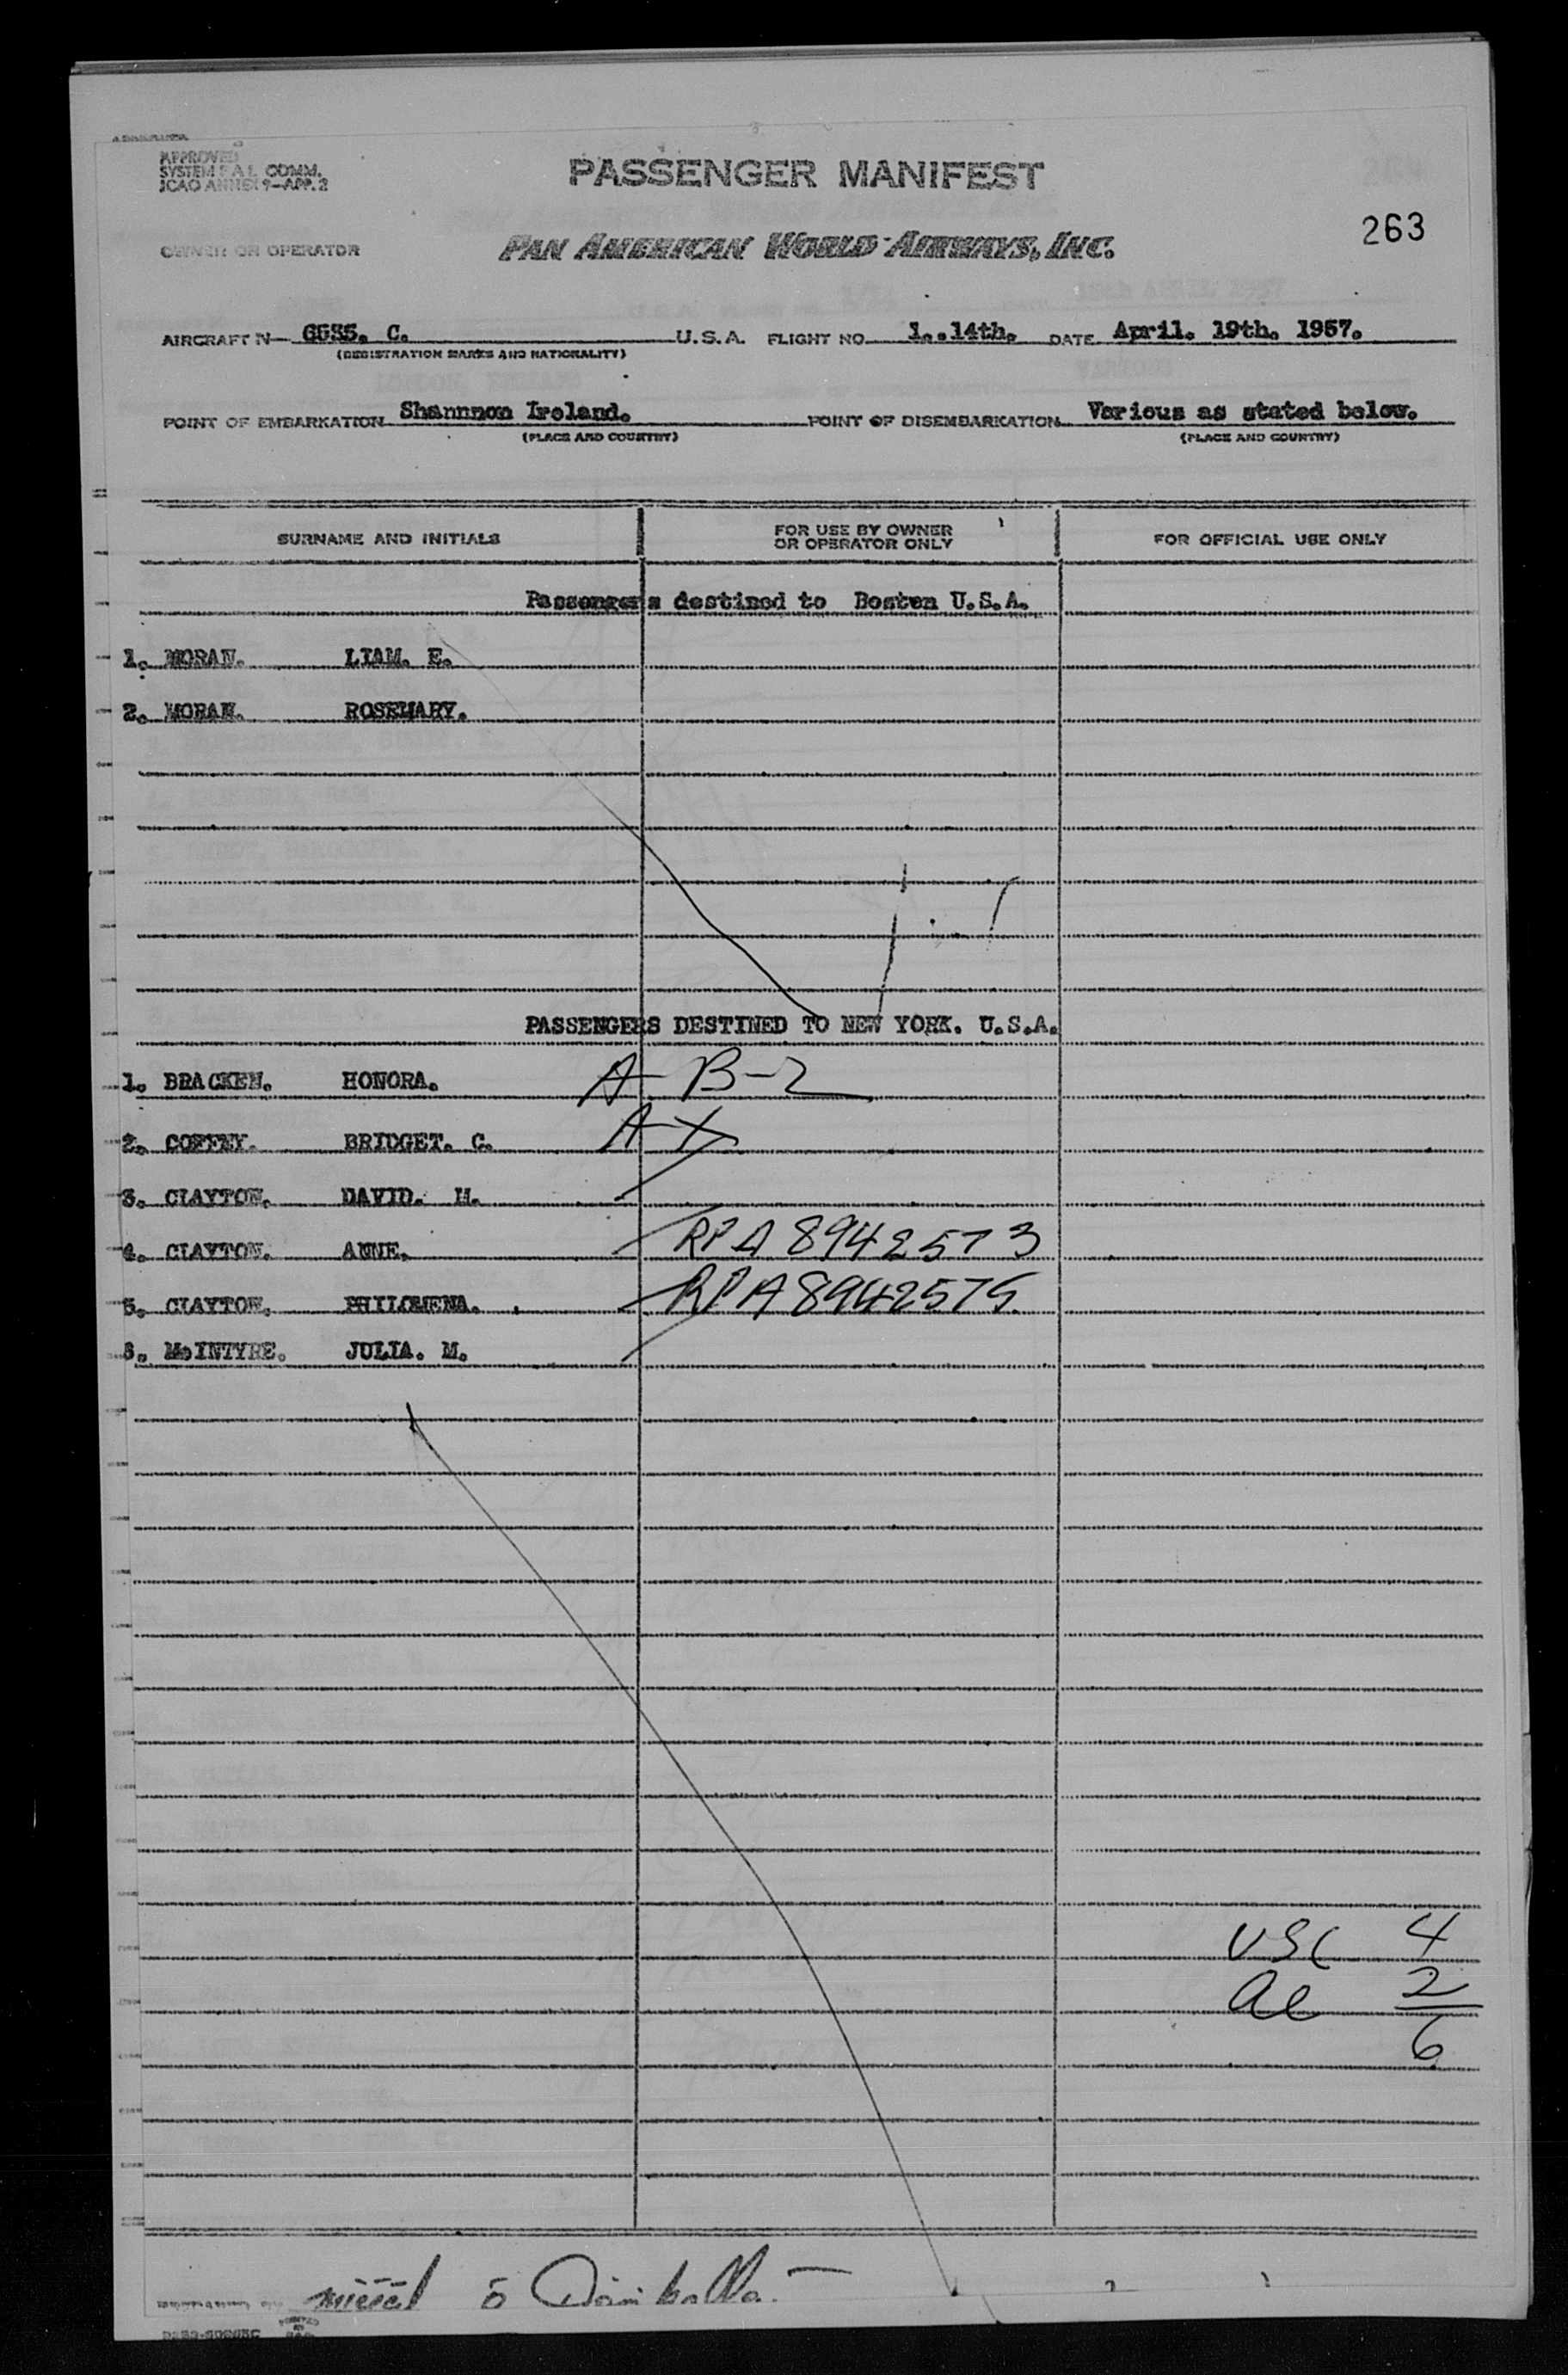 APPROVED
SYSTEM F A L COMM.
ICAO ANNEX 9-APP. 2
PASSENGER MANIFEST
263
OWNER OR OPERATOR
PAN AMERICAN WORLD AIRWAYS, INC.
AIRCRAFT N- 6535. C. U.S.A. FLIGHT NO. 1..14th. DATE April. 19th. 1957.
(REGISTRATION MARKS AND NATIONALITY)
POINT OF EMBARKATION Shannnon Ireland. POINT OF DISEMBARKATION Various as stated below.
(PLACE AND COUNTRY) (PLACE AND COUNTRY)
SURNAME AND INITIALS FOR USE BY OWNER OR OPERATOR ONLY FOR OFFICIAL USE ONLY
Passengers destined to Boston U.S.A.
1. MORAN. LIAM. E.
2. MORAN. ROSEMARY.
PASSENGERS DESTINED TO NEW YORK. U.S.A.
1. BRACKEN. HONORA. A B-2
2. COFFEY. BRIDGET. C. A
3. CLAYTON. DAVID. H.
4. CLAYTON. ANNE. RPA 8942573
5. CLAYTON. PHILOMENA. RPA 8942575
6. McINTYRE. JULIA. M.
USC 4
al 2
6